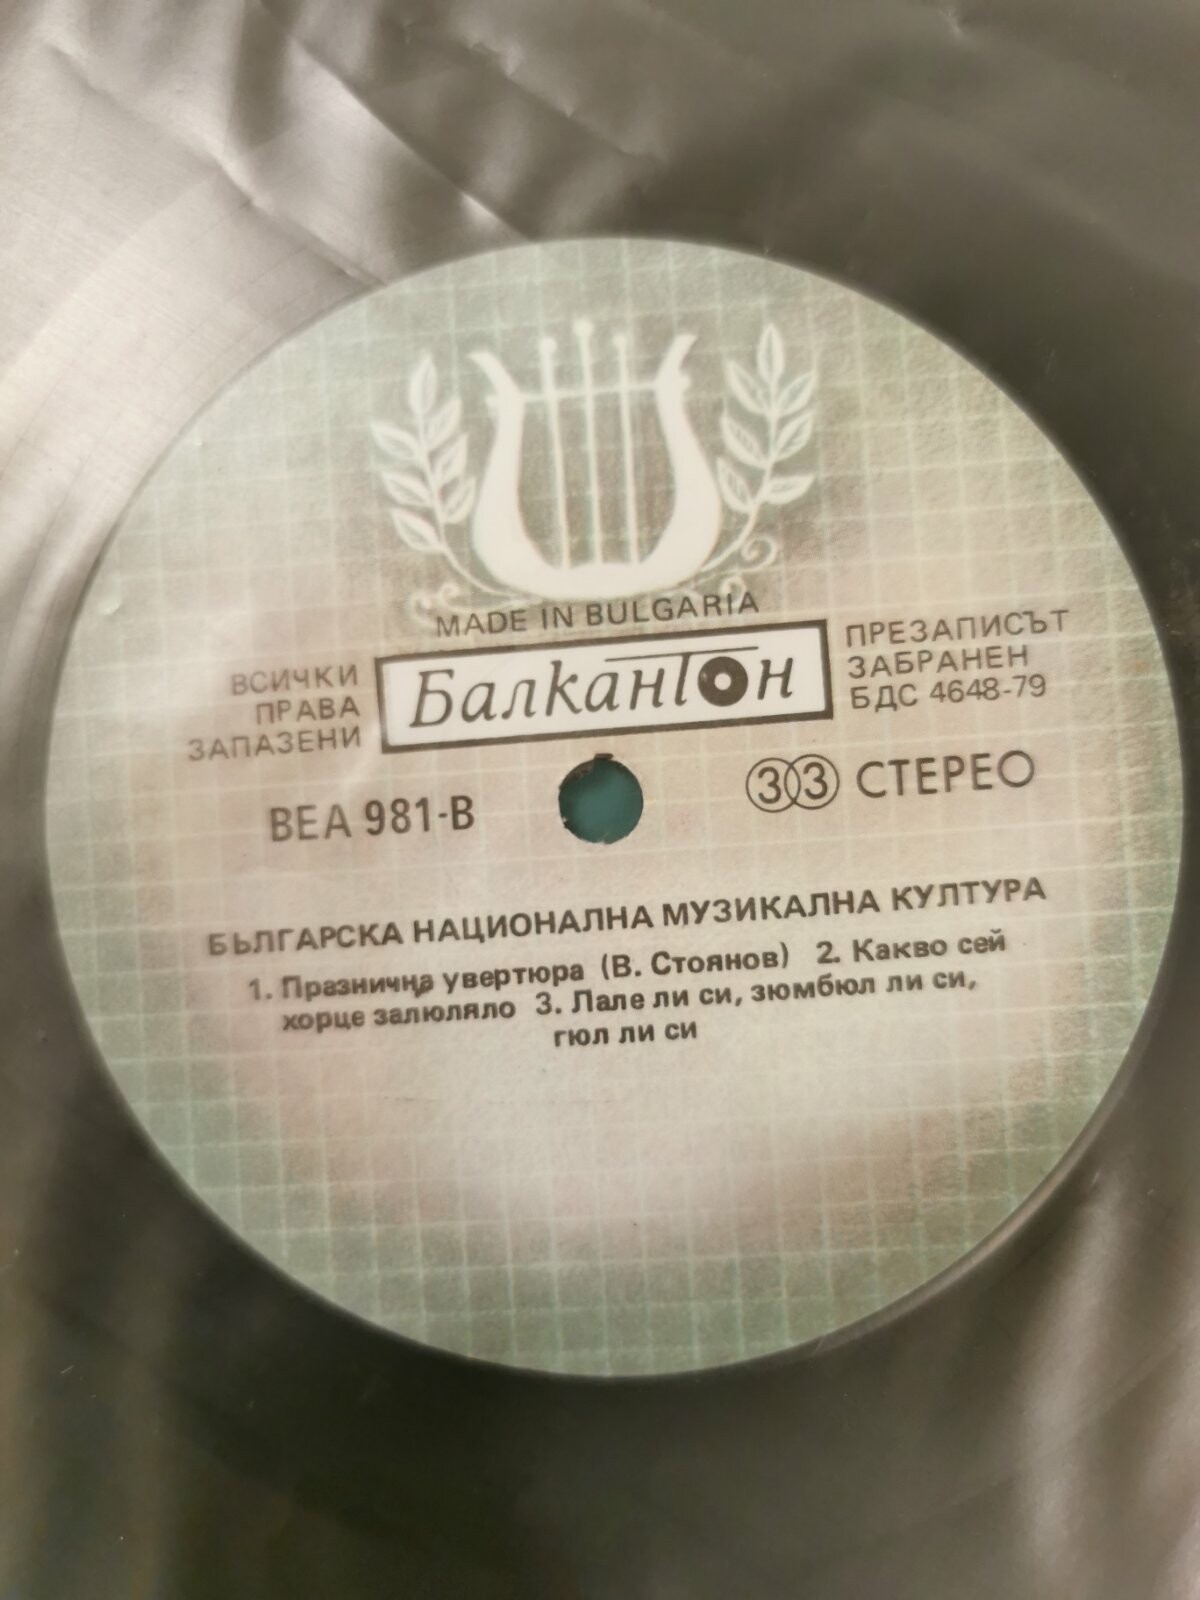 MADE IN BULGARIA
ВСИЧКИ
ПРАВА
ЗАПАЗЕНИ
Балкантон
ПРЕЗАПИСЪТ
ЗАБРАНЕН
БДС 4648-79
ВЕА 981-В
33 СТЕРЕО
БЪЛГАРСКА НАЦИОНАЛНА МУЗИКАЛНА КУЛТУРА
1. Празнична увертюра (В. Стоянов) 2. Какво сей
хорце залюляло 3. Лале ли си, зюмбюл ли си,
гюл ли си